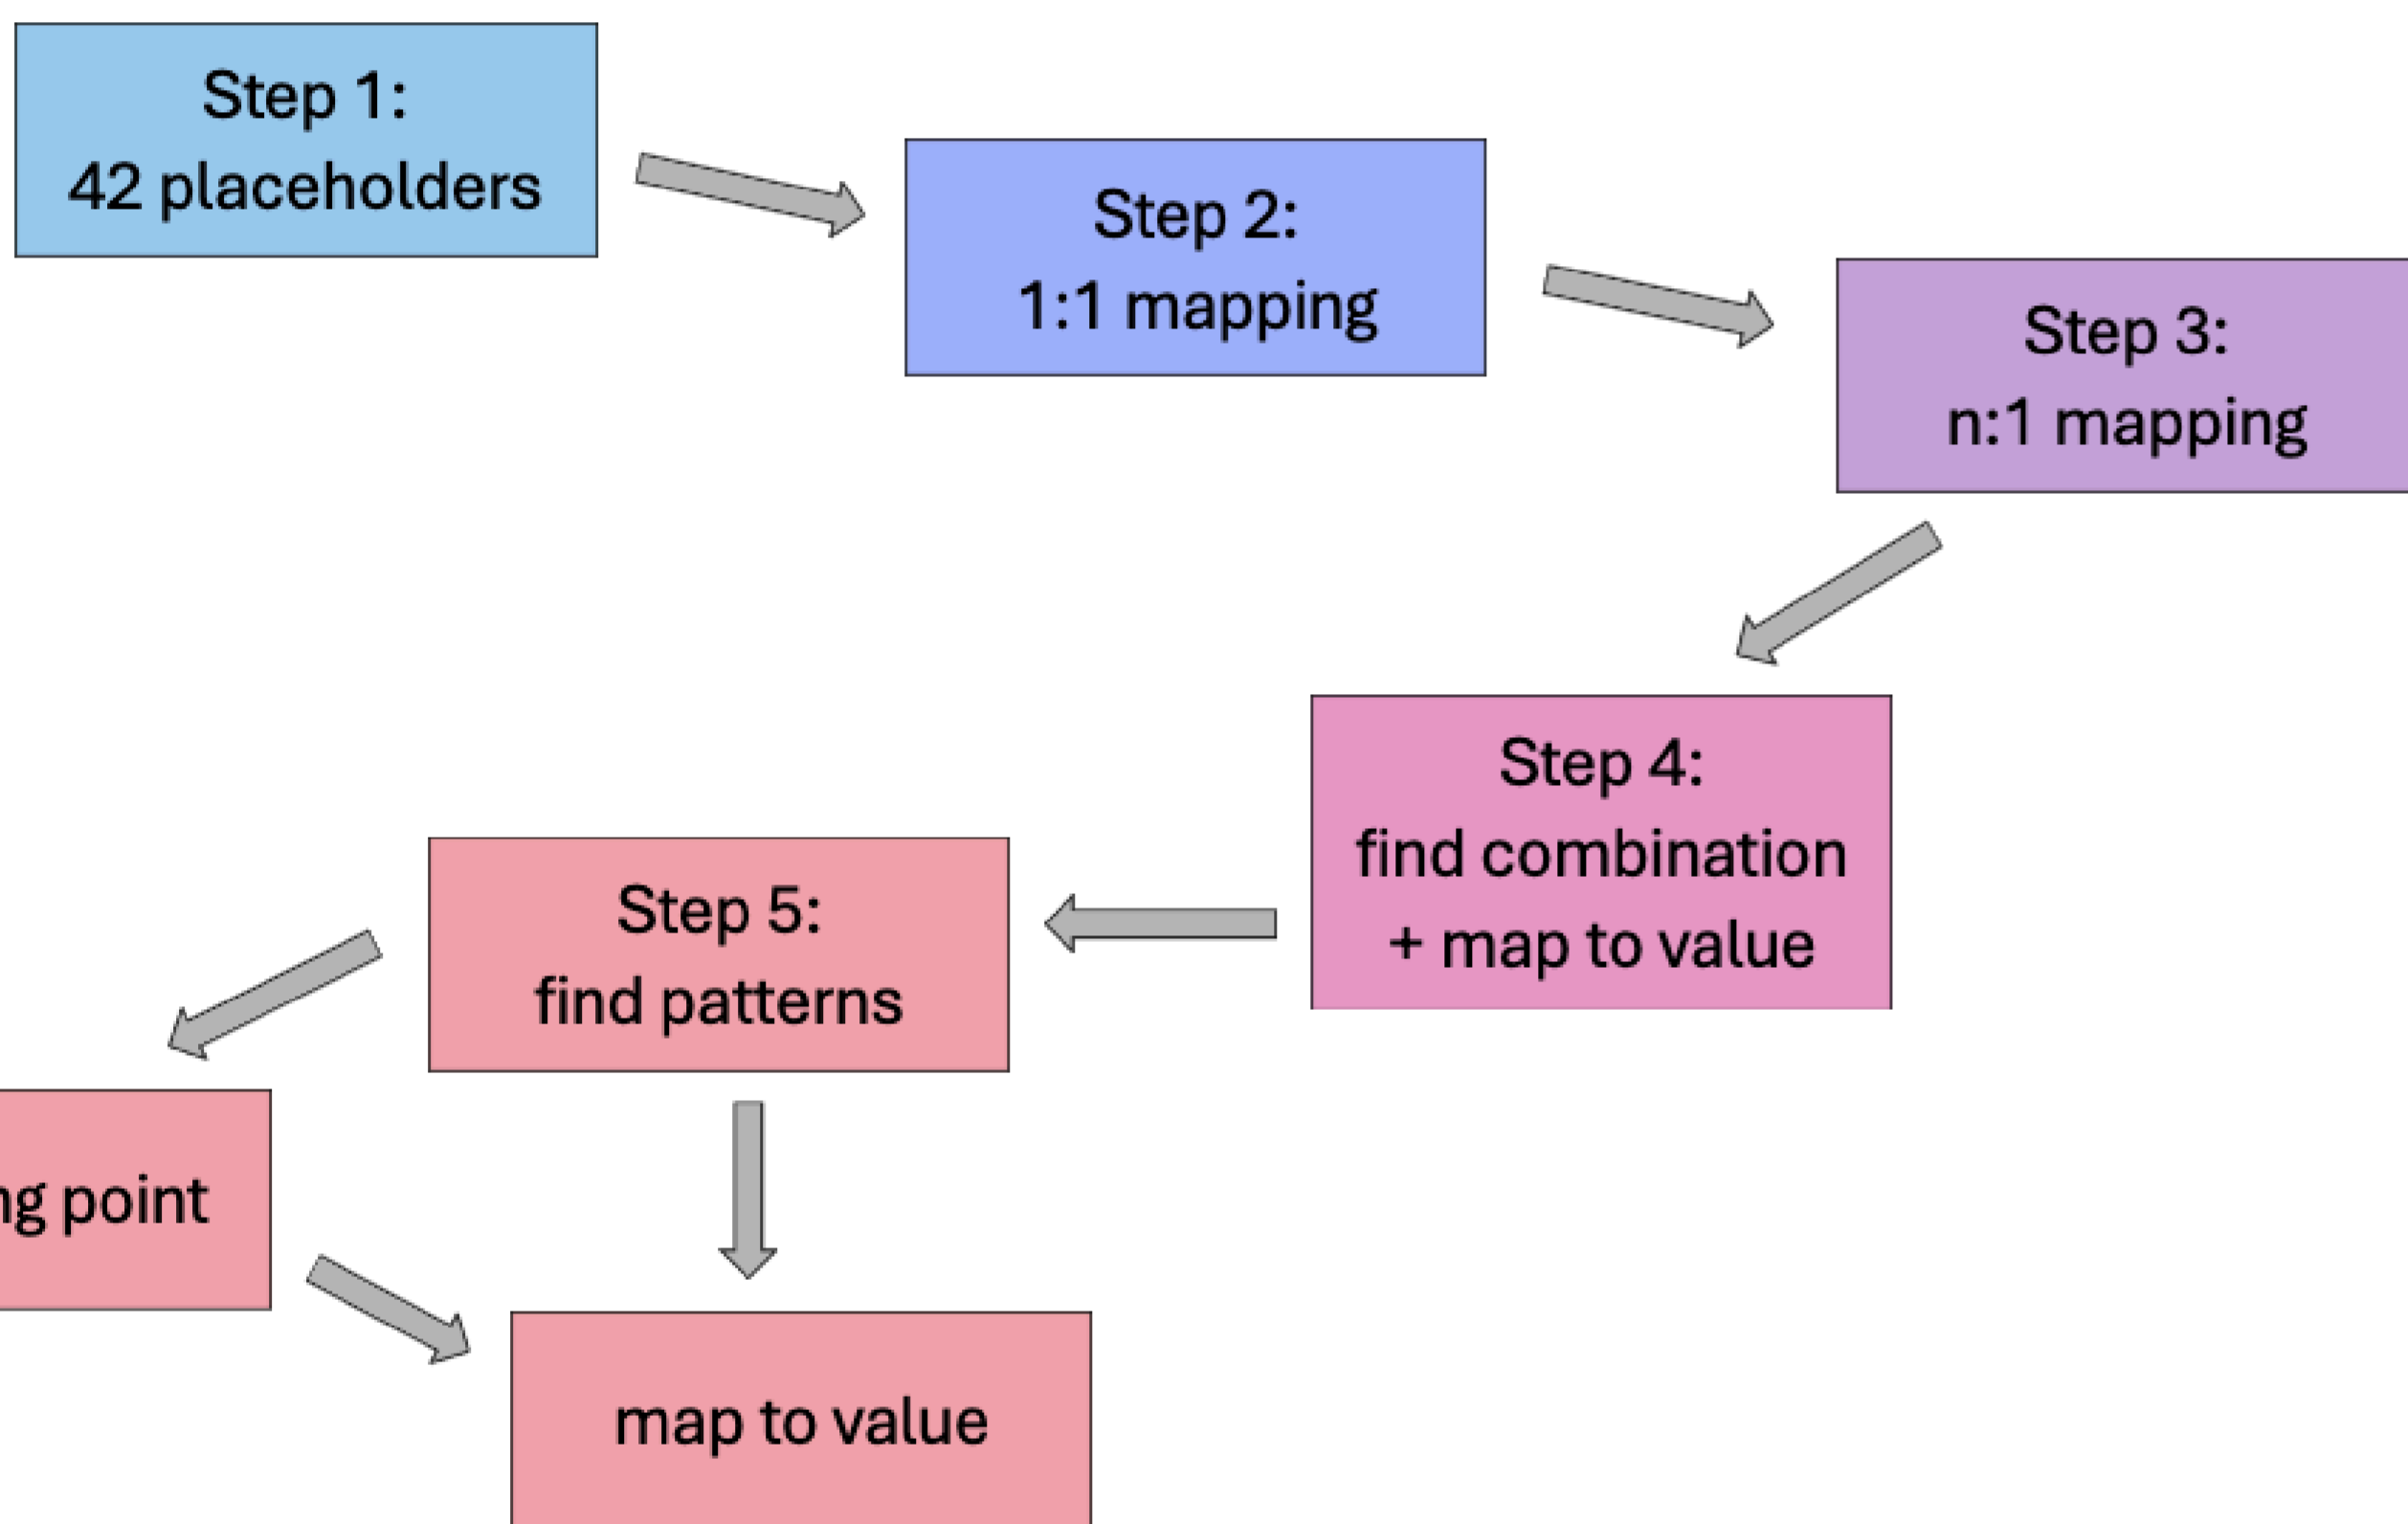 Step 1:
42 placeholders
Step 2:
1:1 mapping
Step 3:
n:1 mapping
Step 4:
find combination
+ map to value
Step 5:
find patterns
point
map to value